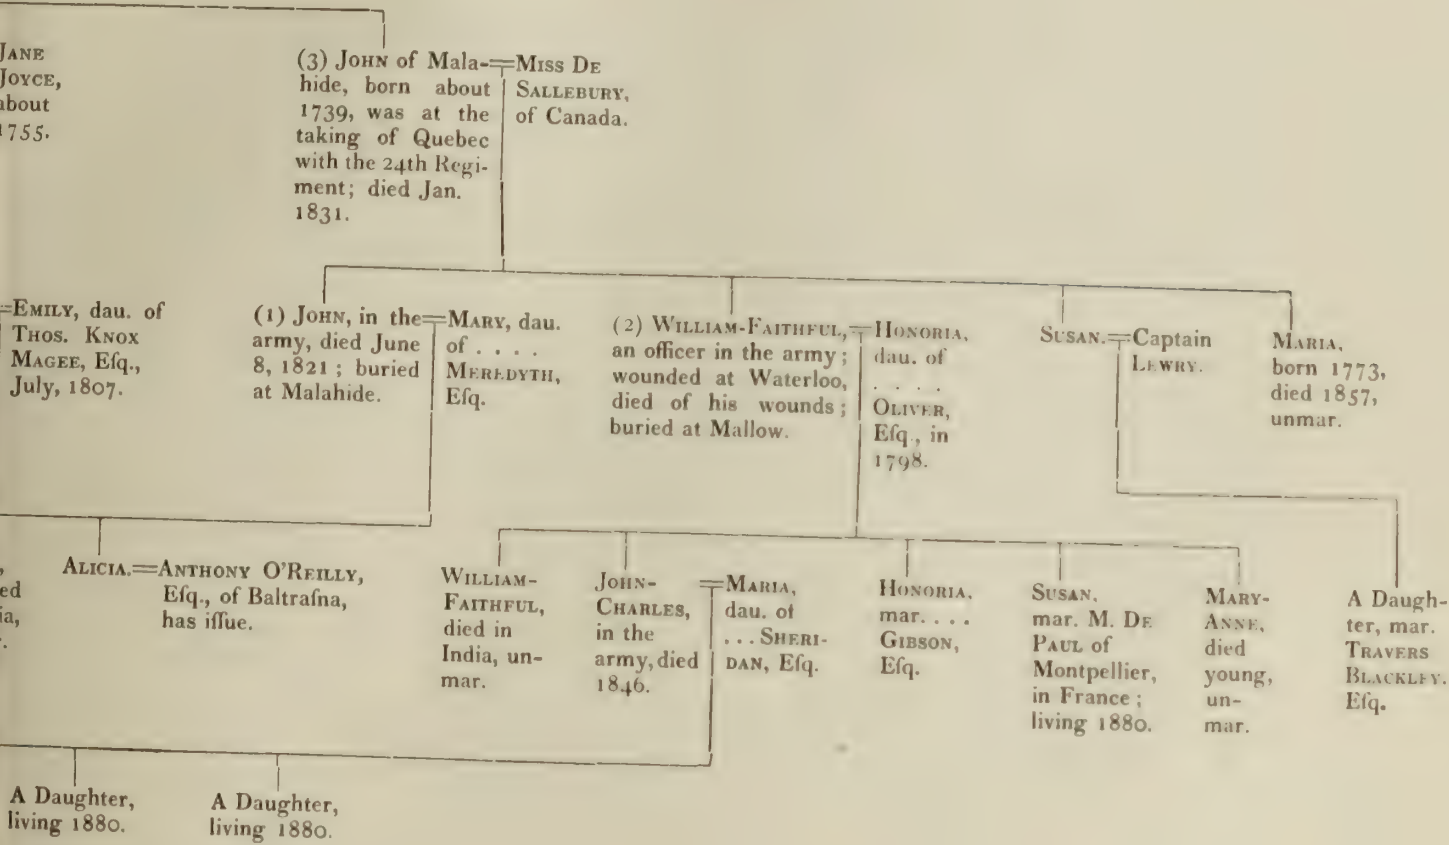 JANE
JOYCE,
about
1755.
(3) JOHN of Mala-
hide, born about
1739, was at the
taking of Quebec
with the 24th Regi-
ment; died Jan.
1831.
=MISS DE
SALLEBURY,
of Canada.
=EMILY, dau. of
THOS. KNOX
MAGEE, Eſq.,
July, 1807.
(1) JOHN, in the
army, died June
8, 1821 ; buried
at Malahide.
=MARY, dau.
of . . . .
MEREDYTH,
Eſq.
(2) WILLIAM-FAITHFUL,
an officer in the army ;
wounded at Waterloo,
died of his wounds ;
buried at Mallow.
=HONORIA,
dau. of
. . . .
OLIVER,
Eſq., in
1798.
SUSAN.=Captain
LEWRY.
MARIA,
born 1773,
died 1857,
unmar.
ALICIA.=ANTHONY O'REILLY,
Eſq., of Baltraſna,
has iſſue.
WILLIAM-
FAITHFUL,
died in
India, un-
mar.
JOHN-
CHARLES,
in the
army, died
1846.
=MARIA,
dau. of
... SHERI-
DAN, Eſq.
HONORIA,
mar. . . .
GIBSON,
Eſq.
SUSAN,
mar. M. DE
PAUL of
Montpellier,
in France ;
living 1880.
MARY-
ANNE,
died
young,
un-
mar.
A Daugh-
ter, mar.
TRAVERS
BLACKLEY,
Eſq.
A Daughter,
living 1880.
A Daughter,
living 1880.